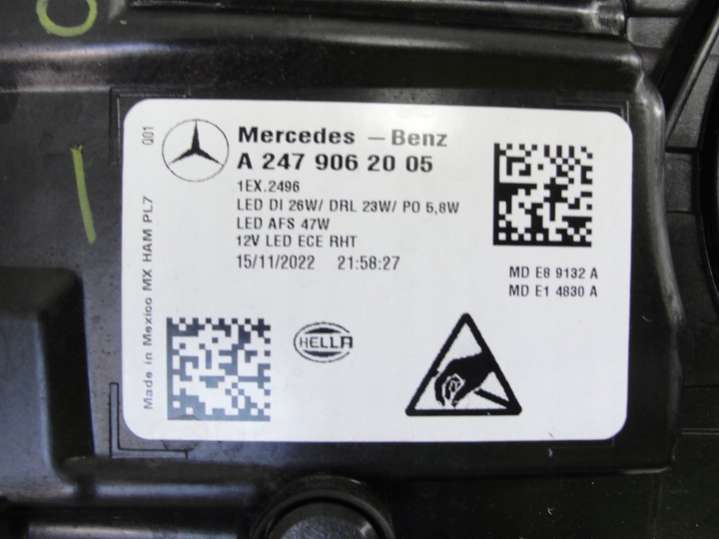 Mercedes – Benz
A 247 906 20 05
1EX.2496
LED DI 26W/ DRL 23W/ PO 5,8W
LED AFS 47W
12V LED ECE RHT
15/11/2022 21:58:27
MD E8 9132 A
MD E1 4830 A
HELLA
Made in Mexico MX HAM PL7 Q01